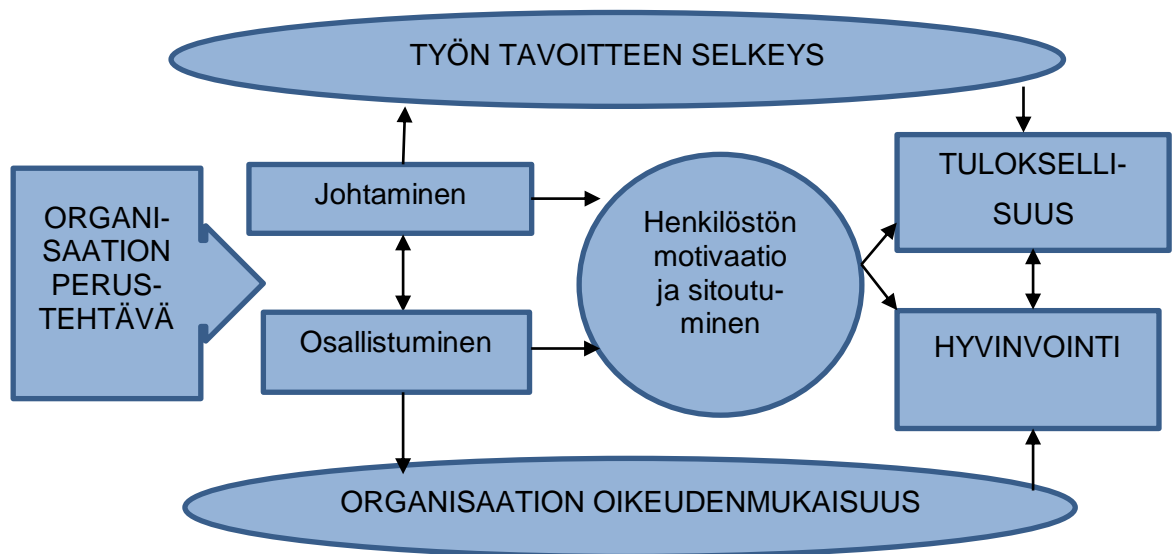 TYÖN TAVOITTEEN SELKEYS
ORGANI-
SAATION
PERUS-
TEHTÄVÄ
Johtaminen
Osallistuminen
Henkilöstön
motivaatio
ja sitoutu-
minen
TULOKSELLI-
SUUS
HYVINVOINTI
ORGANISAATION OIKEUDENMUKAISUUS